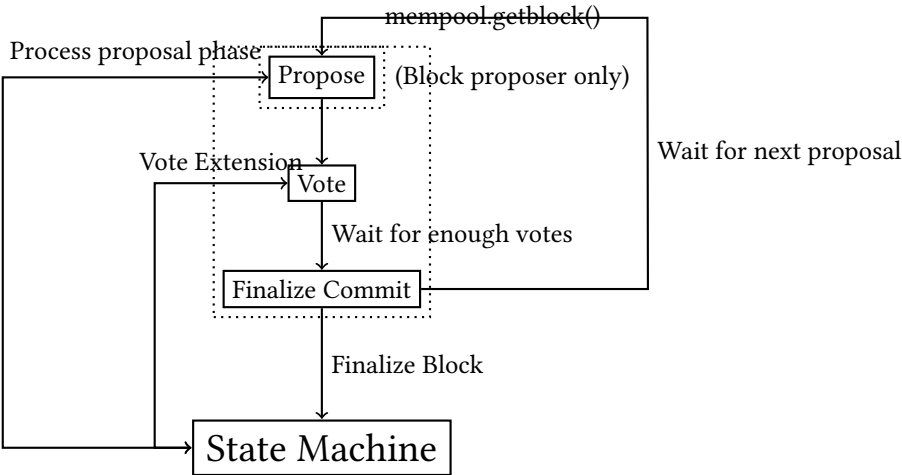 mempool.getblock()
Process proposal phase
Propose
(Block proposer only)
Wait for next proposal
Vote Extension
Vote
Wait for enough votes
Finalize Commit
Finalize Block
State Machine